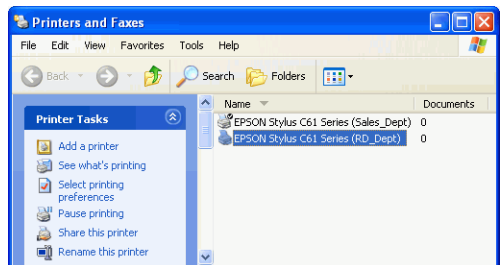 Printers and Faxes
File Edit View Favorites Tools Help
Back Search Folders
Name Documents
Printer Tasks
EPSON Stylus C61 Series (Sales_Dept) 0
EPSON Stylus C61 Series (RD_Dept) 0
Add a printer
See what's printing
Select printing
preferences
Pause printing
Share this printer
Rename this printer